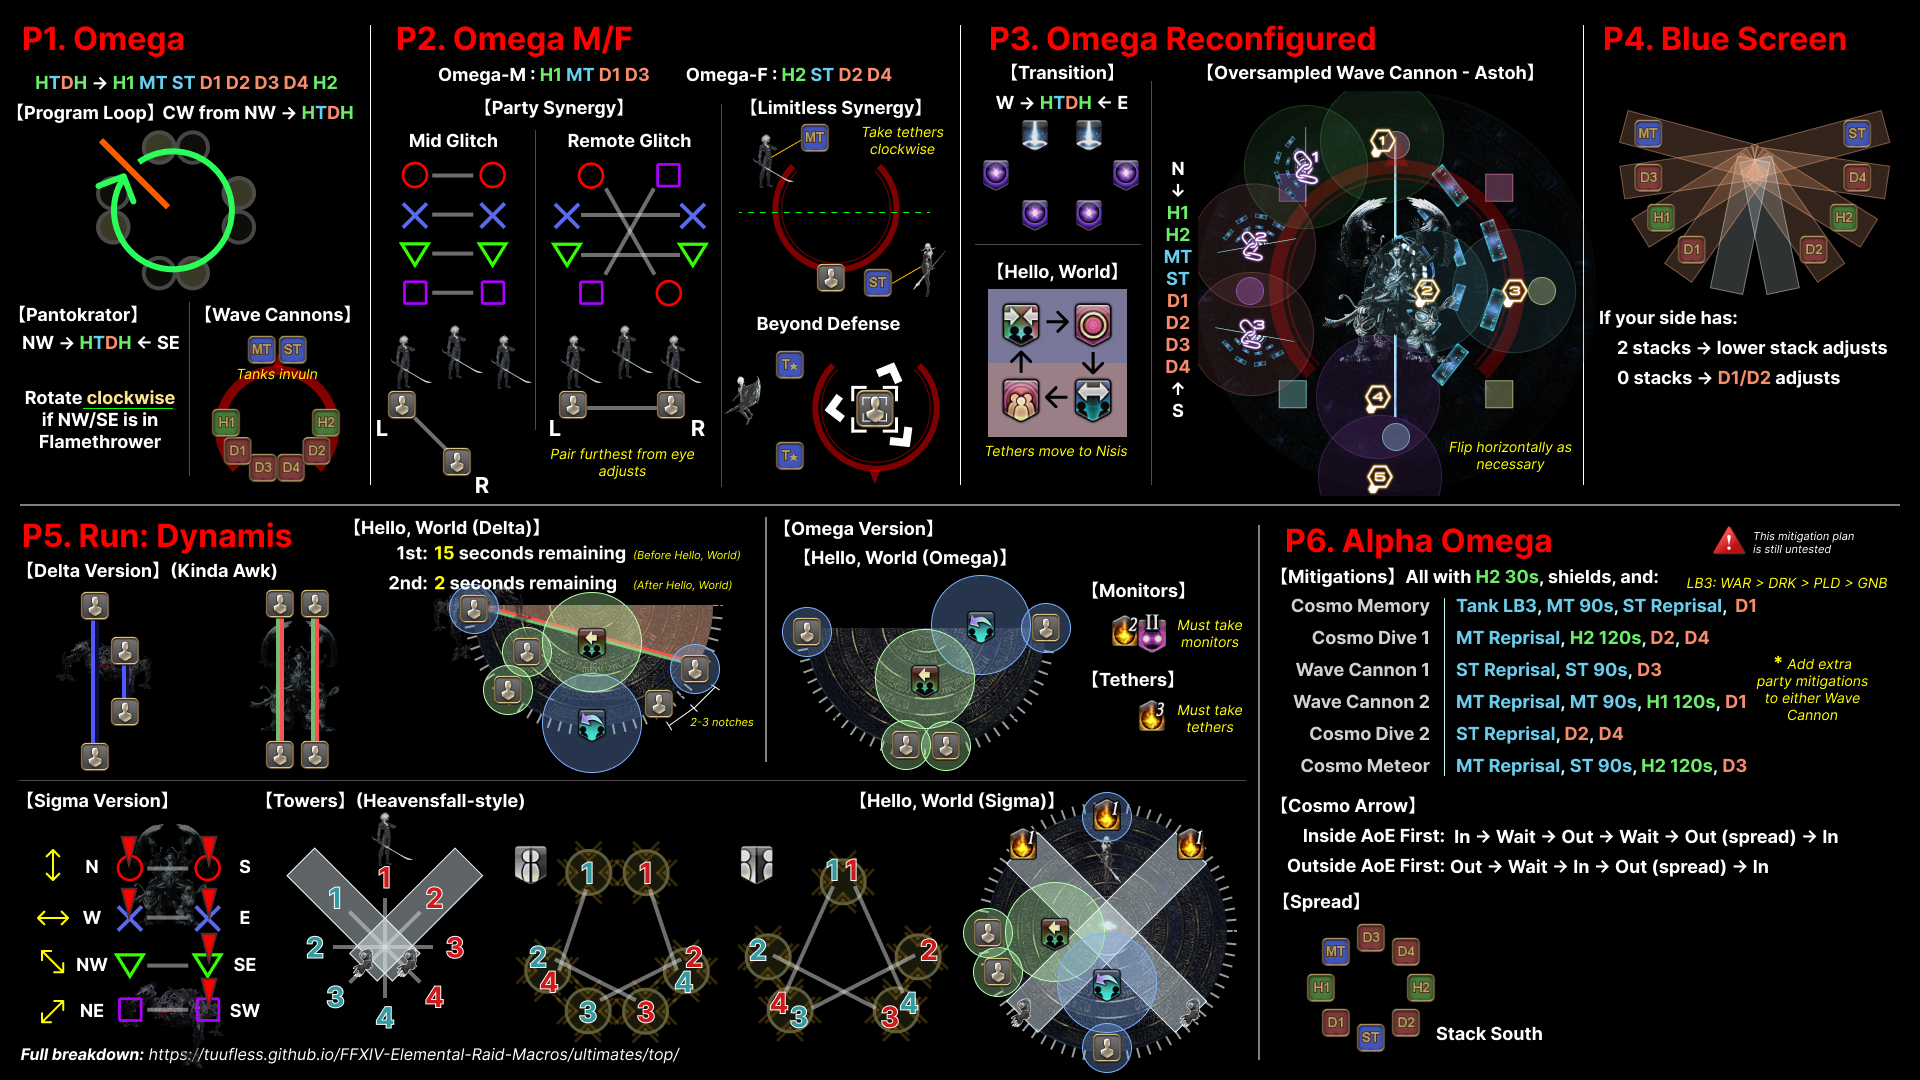 P1. Omega
HTDH → H1 MT ST D1 D2 D3 D4 H2
【Program Loop】CW from NW → HTDH
【Pantokrator】
NW → HTDH ← SE
Rotate clockwise
if NW/SE is in
Flamethrower
【Wave Cannons】
MT ST
Tanks invuln
H1 H2
D1 D2
D3 D4
P2. Omega M/F
Omega-M : H1 MT D1 D3
Omega-F : H2 ST D2 D4
【Party Synergy】
Mid Glitch
Remote Glitch
L
R
L R
Pair furthest from eye
adjusts
【Limitless Synergy】
MT
Take tethers
clockwise
ST
Beyond Defense
T★
T★
P3. Omega Reconfigured
【Transition】
W → HTDH ← E
【Hello, World】
Tethers move to Nisis
【Oversampled Wave Cannon - Astoh】
N
↓
H1
H2
MT
ST
D1
D2
D3
D4
↑
S
1
1
2
2
3
3
4
5
Flip horizontally as
necessary
P4. Blue Screen
MT ST
D3 D4
H1 H2
D1 D2
If your side has:
2 stacks → lower stack adjusts
0 stacks → D1/D2 adjusts
P5. Run: Dynamis
【Delta Version】(Kinda Awk)
【Hello, World (Delta)】
1st: 15 seconds remaining (Before Hello, World)
2nd: 2 seconds remaining (After Hello, World)
2-3 notches
【Omega Version】
【Hello, World (Omega)】
【Monitors】
2 II
Must take
monitors
【Tethers】
3
Must take
tethers
【Sigma Version】
N S
W E
NW SE
NE SW
【Towers】(Heavensfall-style)
1
1 2
2 3
3 4
4
1 1
2 2
4 4
3 3
1 1
2 2
4 4
3 3
【Hello, World (Sigma)】
1
1 1
P6. Alpha Omega
This mitigation plan
is still untested
【Mitigations】All with H2 30s, shields, and:
LB3: WAR > DRK > PLD > GNB
Cosmo Memory Tank LB3, MT 90s, ST Reprisal, D1
Cosmo Dive 1 MT Reprisal, H2 120s, D2, D4
Wave Cannon 1 ST Reprisal, ST 90s, D3
Wave Cannon 2 MT Reprisal, MT 90s, H1 120s, D1
Cosmo Dive 2 ST Reprisal, D2, D4
Cosmo Meteor MT Reprisal, ST 90s, H2 120s, D3
* Add extra
party mitigations
to either Wave
Cannon
【Cosmo Arrow】
Inside AoE First: In → Wait → Out → Wait → Out (spread) → In
Outside AoE First: Out → Wait → In → Out (spread) → In
【Spread】
D3
MT D4
H1 H2
D1 D2
ST
Stack South
Full breakdown: https://tuufless.github.io/FFXIV-Elemental-Raid-Macros/ultimates/top/